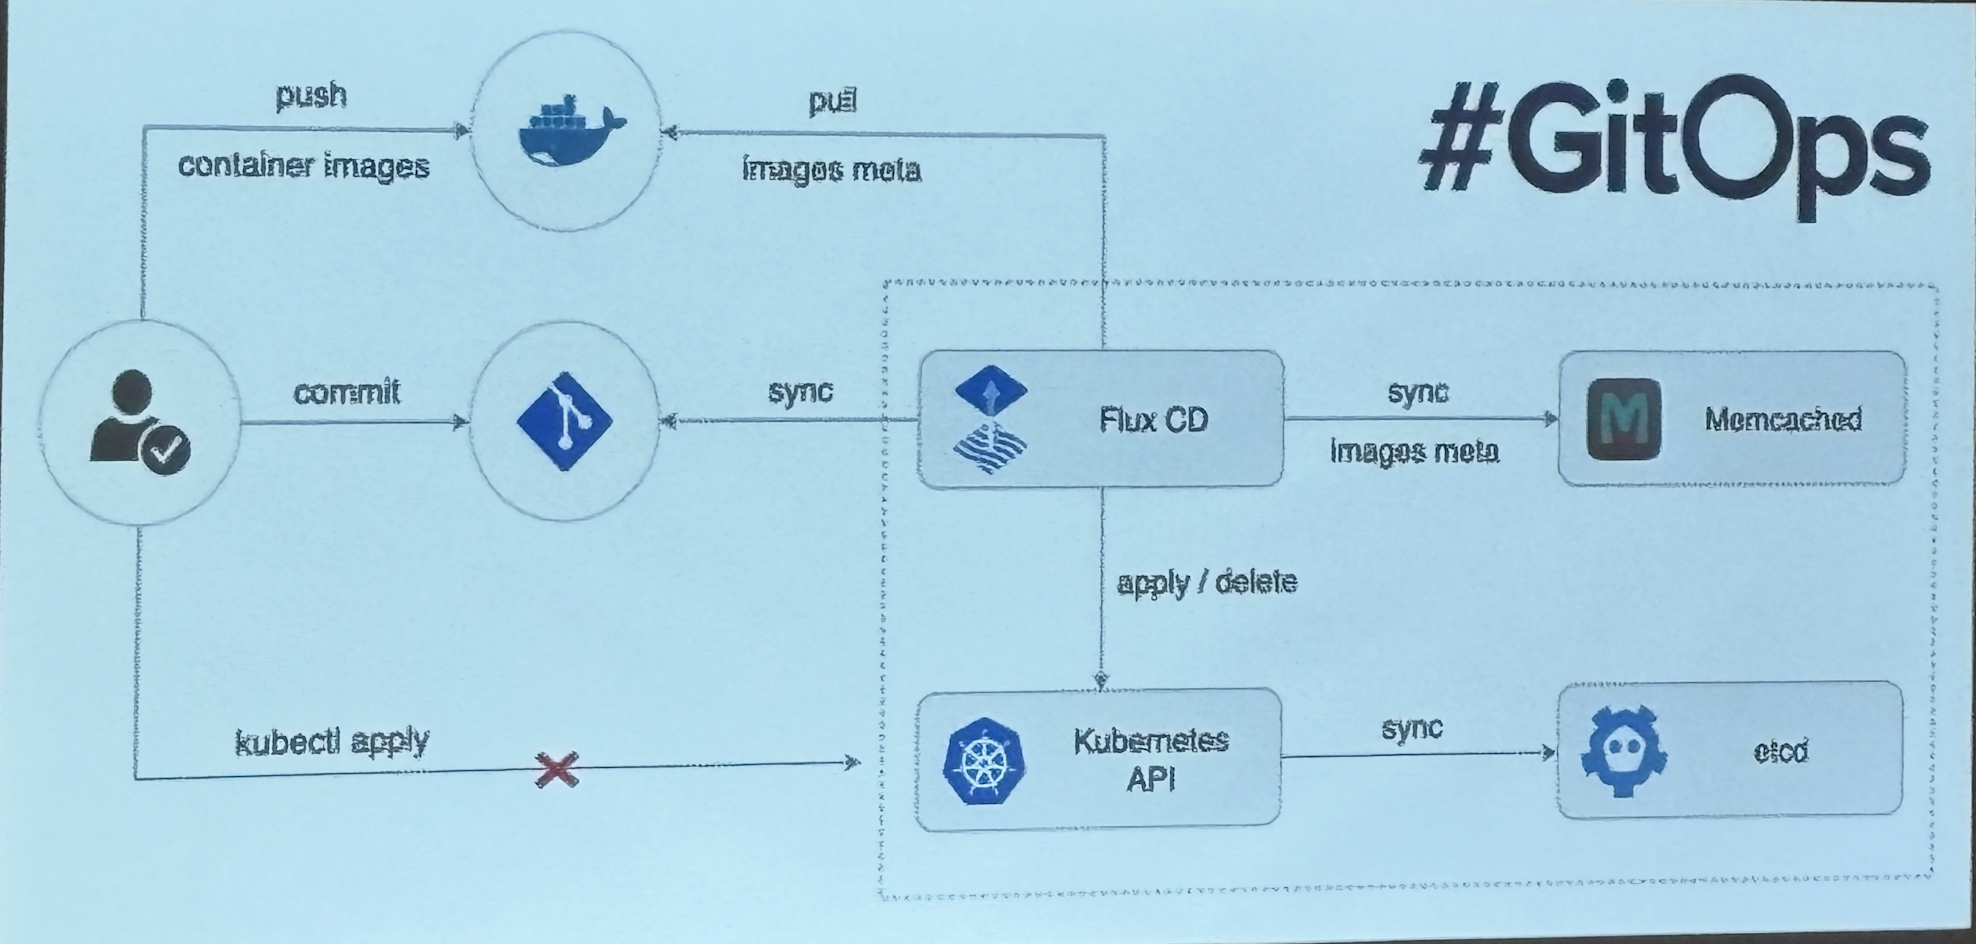 push
container images
pull
images meta
#GitOps
commit
sync
Flux CD
sync
images meta
M
Memcached
apply / delete
kubectl apply
Kubernetes
API
sync
etcd